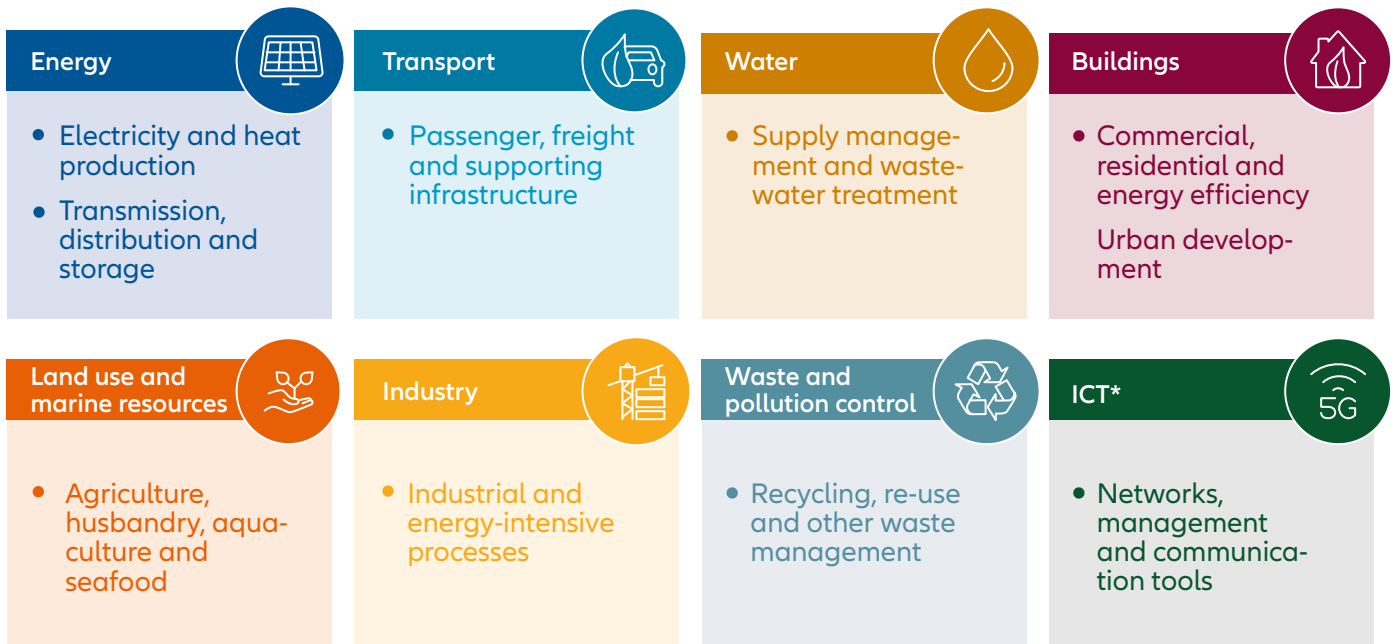 Energy
• Electricity and heat
production
• Transmission,
distribution and
storage
Transport
• Passenger, freight
and supporting
infrastructure
Water
• Supply manage-
ment and waste-
water treatment
Buildings
• Commercial,
residential and
energy efficiency
Urban develop-
ment
Land use and
marine resources
• Agriculture,
husbandry, aqua-
culture and
seafood
Industry
• Industrial and
energy-intensive
processes
Waste and
pollution control
• Recycling, re-use
and other waste
management
ICT*
5G
• Networks,
management
and communica-
tion tools